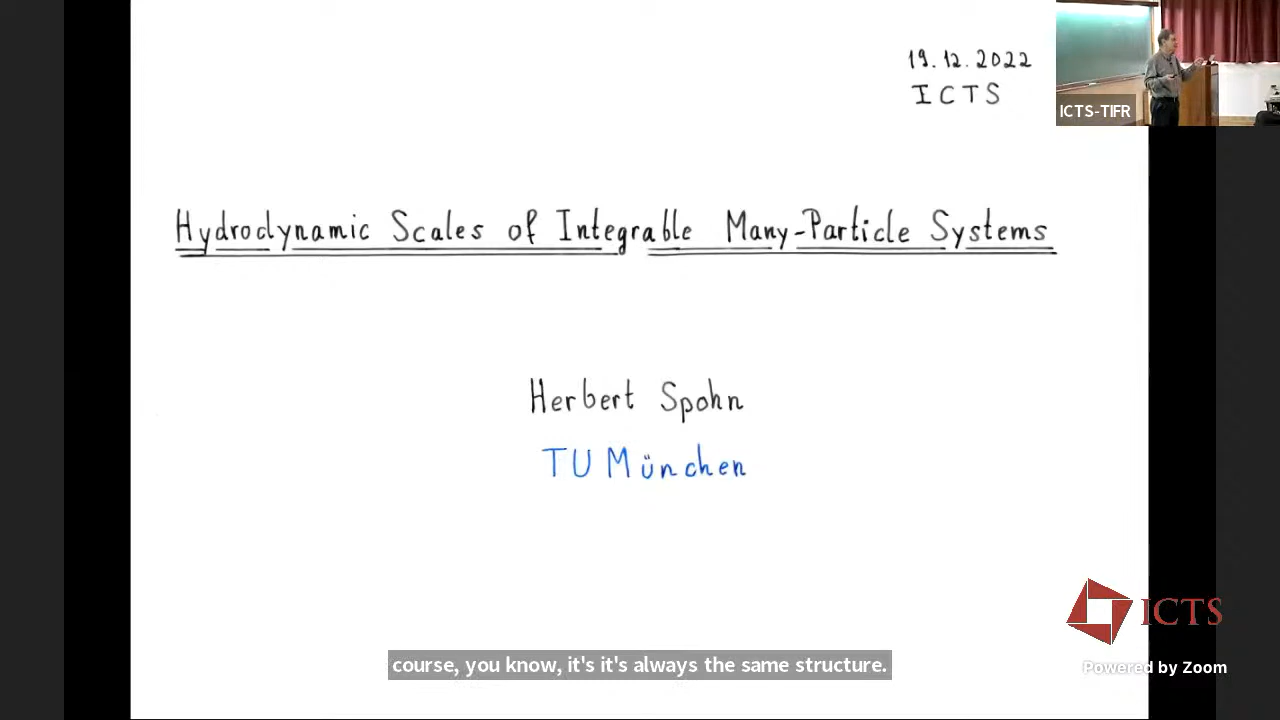 19.12.2022
ICTS
ICTS-TIFR
Hydrodynamic Scales of Integrable Many-Particle Systems
Herbert Spohn
TU München
ICTS
course, you know, it's it's always the same structure.
Powered by Zoom